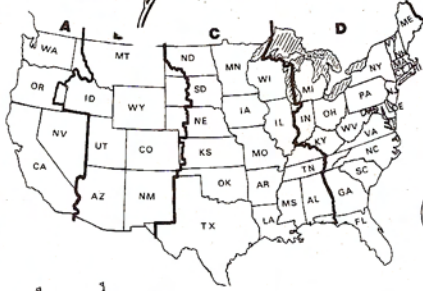 A C D
ME
WA MT ND MN NY
OR ID SD WI MI
WY PA
NV NE IA IL IN OH DE
UT CO WV VA
CA KS MO KY
NC
AZ NM OK AR TN SC
MS AL GA
TX LA FL